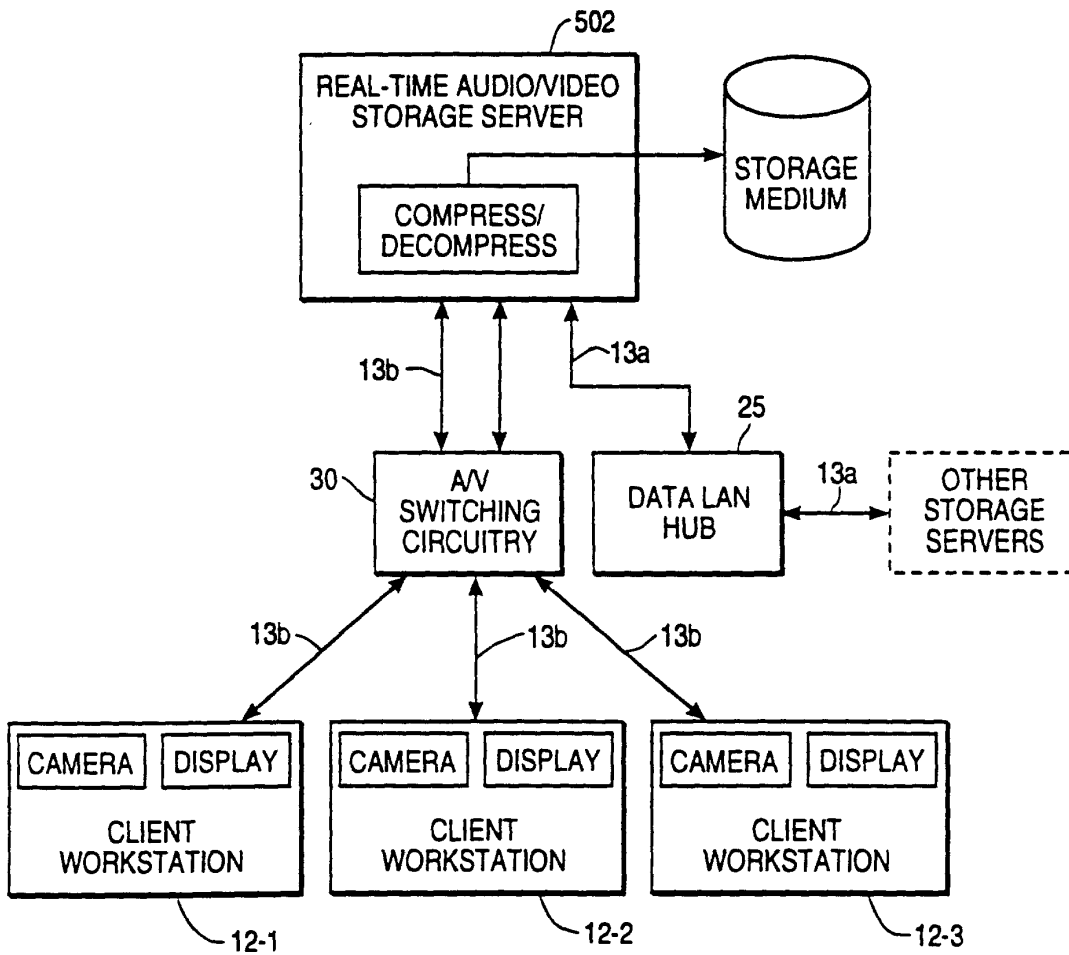 502
REAL-TIME AUDIO/VIDEO
STORAGE SERVER
COMPRESS/
DECOMPRESS
STORAGE
MEDIUM
13b
13a
25
30
A/V
SWITCHING
CIRCUITRY
DATA LAN
HUB
13a
OTHER
STORAGE
SERVERS
13b
13b
13b
CAMERA
DISPLAY
CLIENT
WORKSTATION
CAMERA
DISPLAY
CLIENT
WORKSTATION
CAMERA
DISPLAY
CLIENT
WORKSTATION
12-1
12-2
12-3